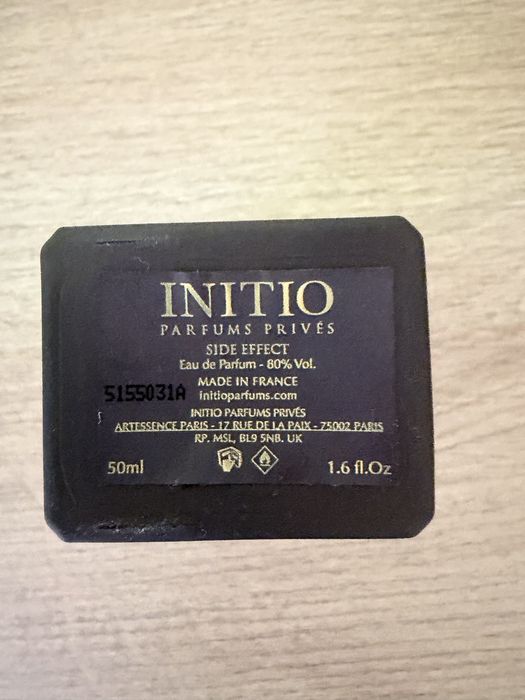 INITIO
PARFUMS PRIVÉS
SIDE EFFECT
Eau de Parfum - 80% Vol.
MADE IN FRANCE
5155031A initioparfums.com
INITIO PARFUMS PRIVÉS
ARTESSENCE PARIS - 17 RUE DE LA PAIX - 75002 PARIS
RP. MSL, BL9 5NB. UK
50ml 1.6 fl.Oz